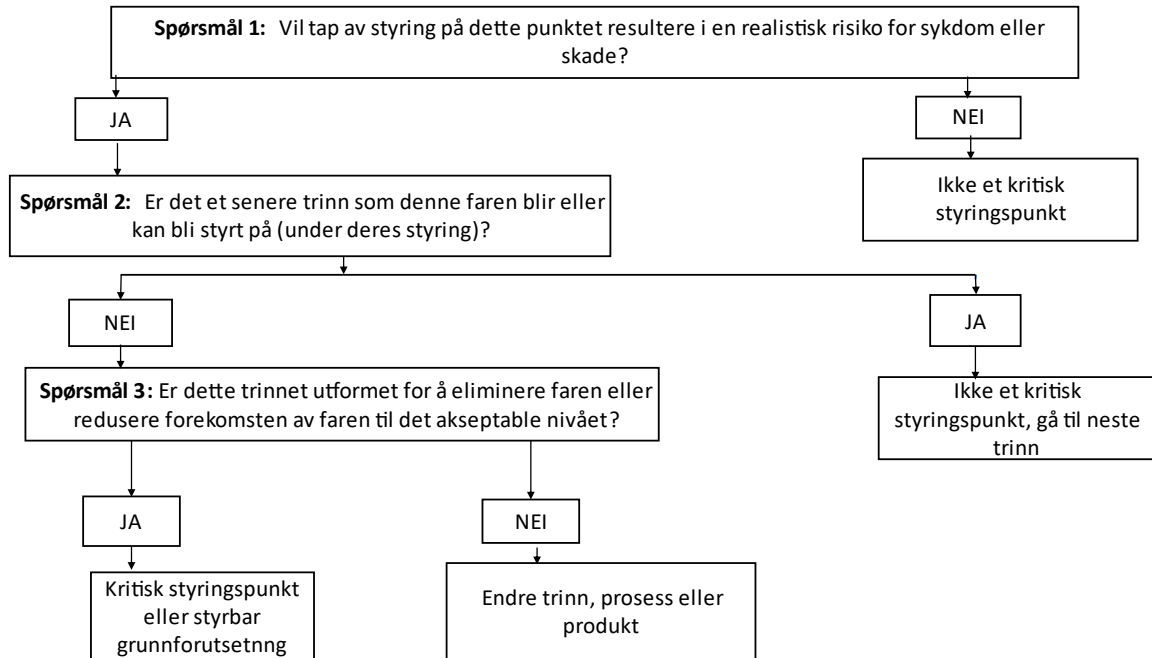 Spørsmål 1: Vil tap av styring på dette punktet resultere i en realistisk risiko for sykdom eller
skade?
JA
NEI
Spørsmål 2: Er det et senere trinn som denne faren blir eller
kan bli styrt på (under deres styring)?
Ikke et kritisk
styringspunkt
NEI
JA
Spørsmål 3: Er dette trinnet utformet for å eliminere faren eller
redusere forekomsten av faren til det akseptable nivået?
Ikke et kritisk
styringspunkt, gå til neste
trinn
JA
NEI
Kritisk styringspunkt
eller styrbar
grunnforutsetnng
Endre trinn, prosess eller
produkt